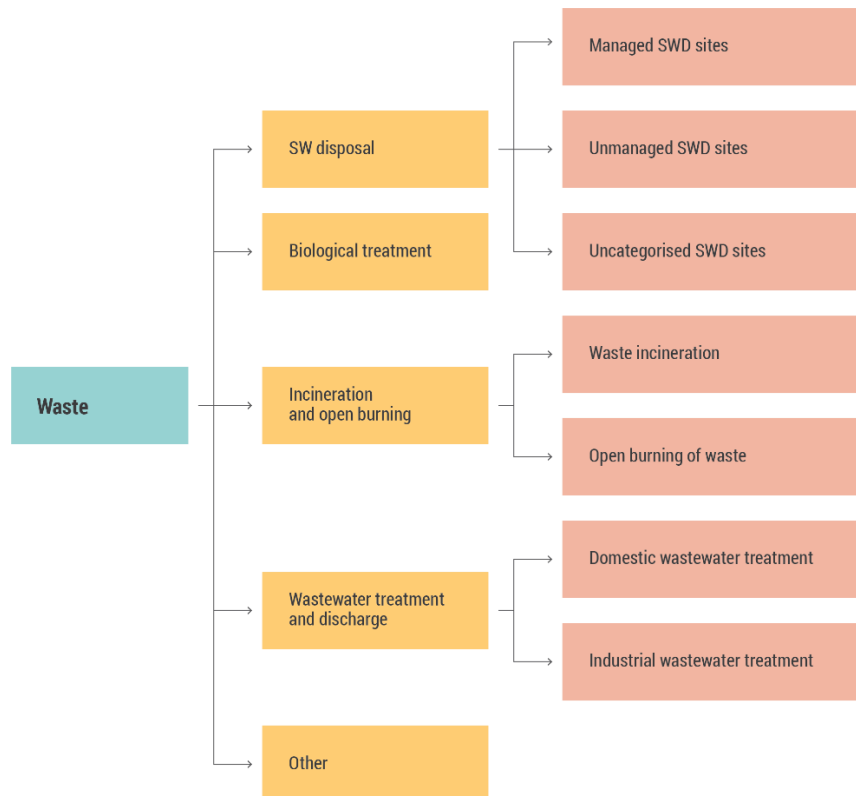 Waste
SW disposal
Biological treatment
Incineration
and open burning
Wastewater treatment
and discharge
Other
Managed SWD sites
Unmanaged SWD sites
Uncategorised SWD sites
Waste incineration
Open burning of waste
Domestic wastewater treatment
Industrial wastewater treatment